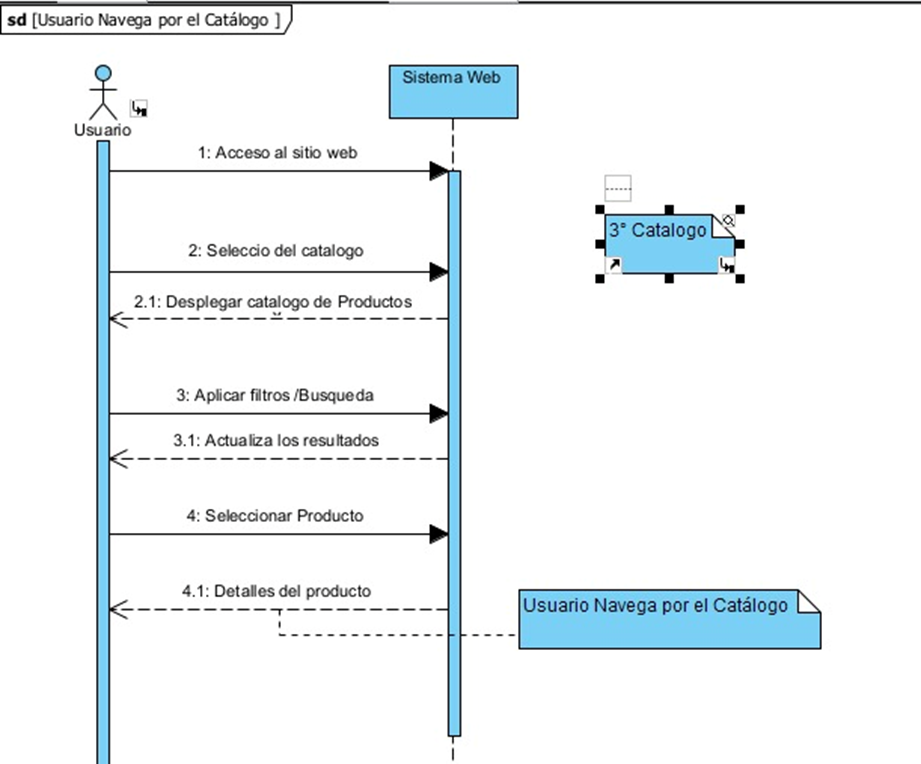 sd [Usuario Navega por el Catálogo ]
Usuario
Sistema Web
1: Acceso al sitio web
3° Catalogo
2: Seleccio del catalogo
2.1: Desplegar catalogo de Productos
3: Aplicar filtros /Busqueda
3.1: Actualiza los resultados
4: Seleccionar Producto
4.1: Detalles del producto
Usuario Navega por el Catálogo